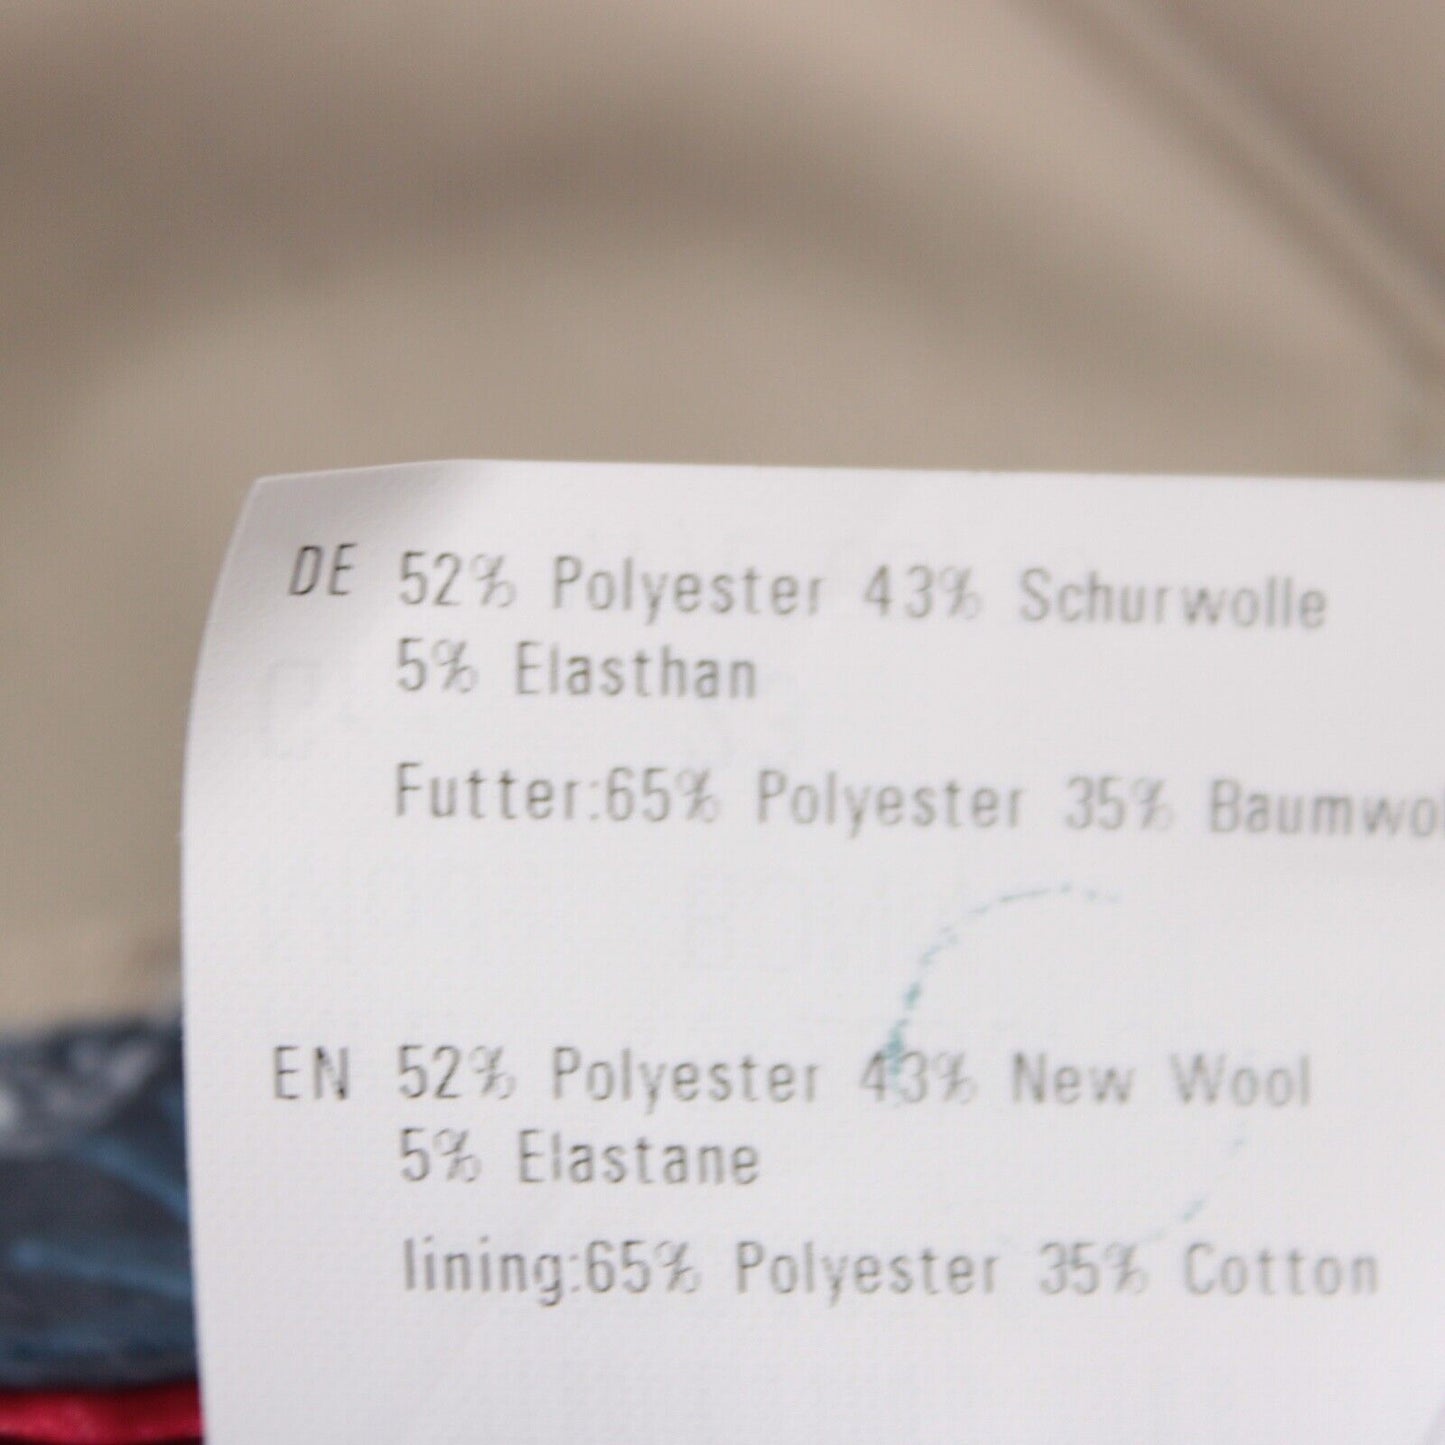 DE 52% Polyester 43% Schurwolle
5% Elasthan
Futter:65% Polyester 35%
EN 52% Polyester 43% New Wool
5% Elastane
lining:65% Polyester 35% Cotton